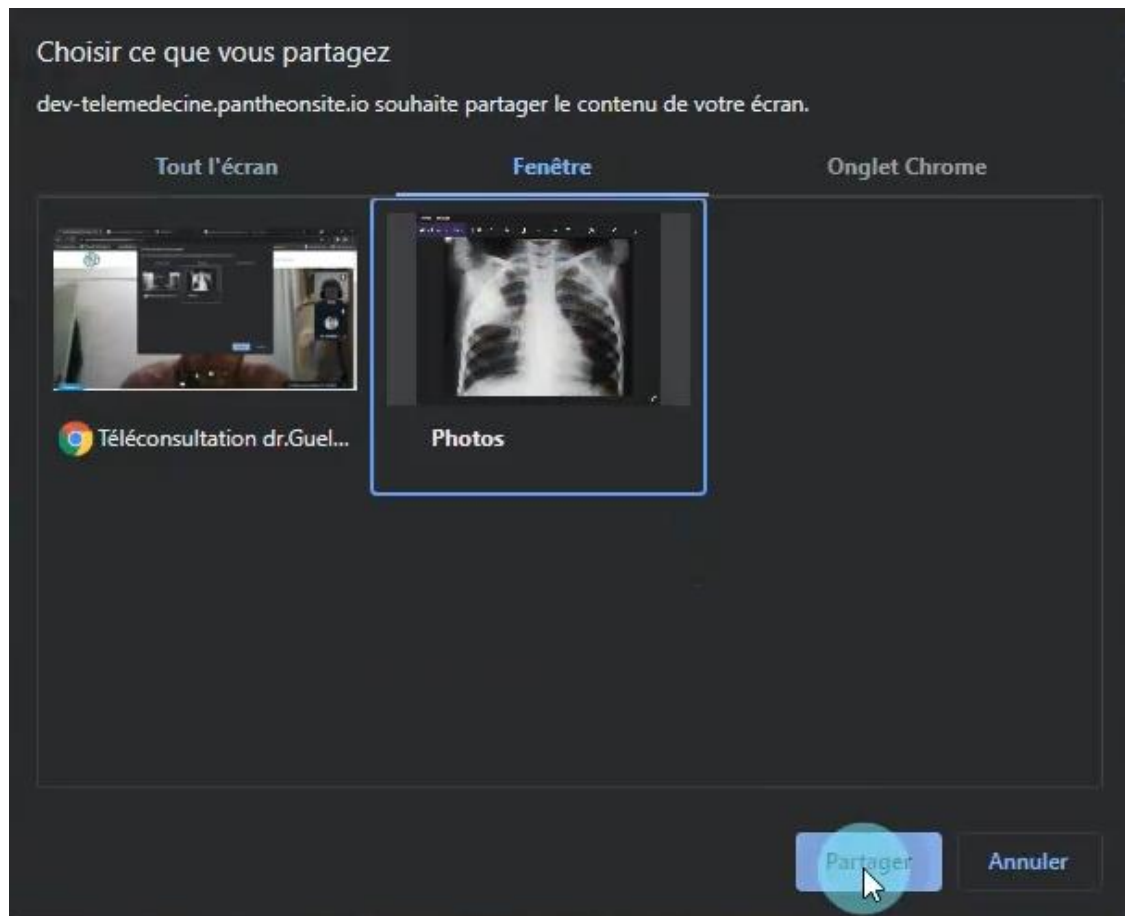 Choisir ce que vous partagez
dev-telemedecine.pantheonsite.io souhaite partager le contenu de votre écran.
Tout l'écran Fenêtre Onglet Chrome
Téléconsultation dr.Guel... Photos
Partager Annuler